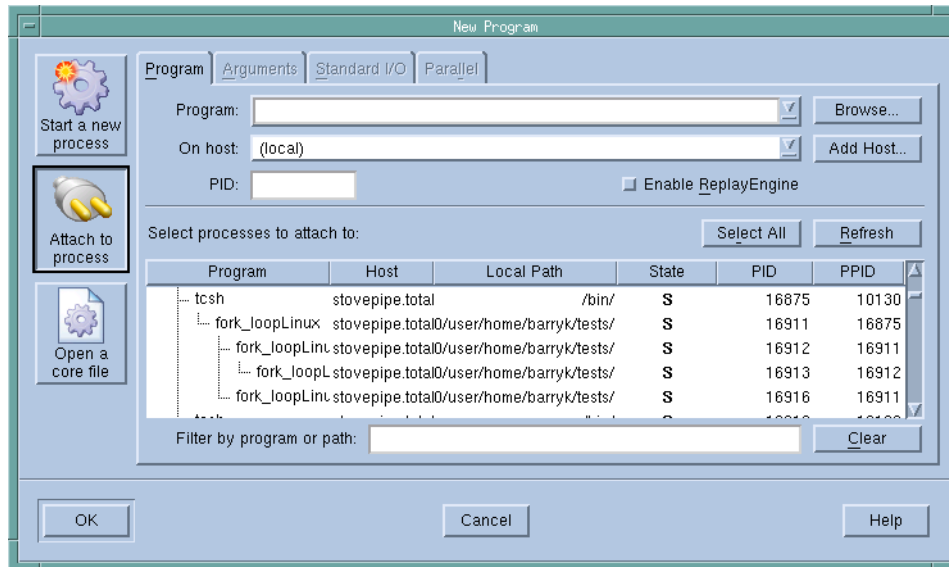 New Program
Start a new
process
Attach to
process
Open a
core file
Program Arguments Standard I/O Parallel
Program: Browse...
On host: (local) Add Host...
PID: Enable ReplayEngine
Select processes to attach to: Select All Refresh
Program Host Local Path State PID PPID
tcsh stovepipe.total /bin/ S 16875 10130
fork_loopLinux stovepipe.total0/user/home/barryk/tests/ S 16911 16875
fork_loopLinu stovepipe.total0/user/home/barryk/tests/ S 16912 16911
fork_loopL stovepipe.total0/user/home/barryk/tests/ S 16913 16912
fork_loopLinu stovepipe.total0/user/home/barryk/tests/ S 16916 16911
Filter by program or path: Clear
OK Cancel Help